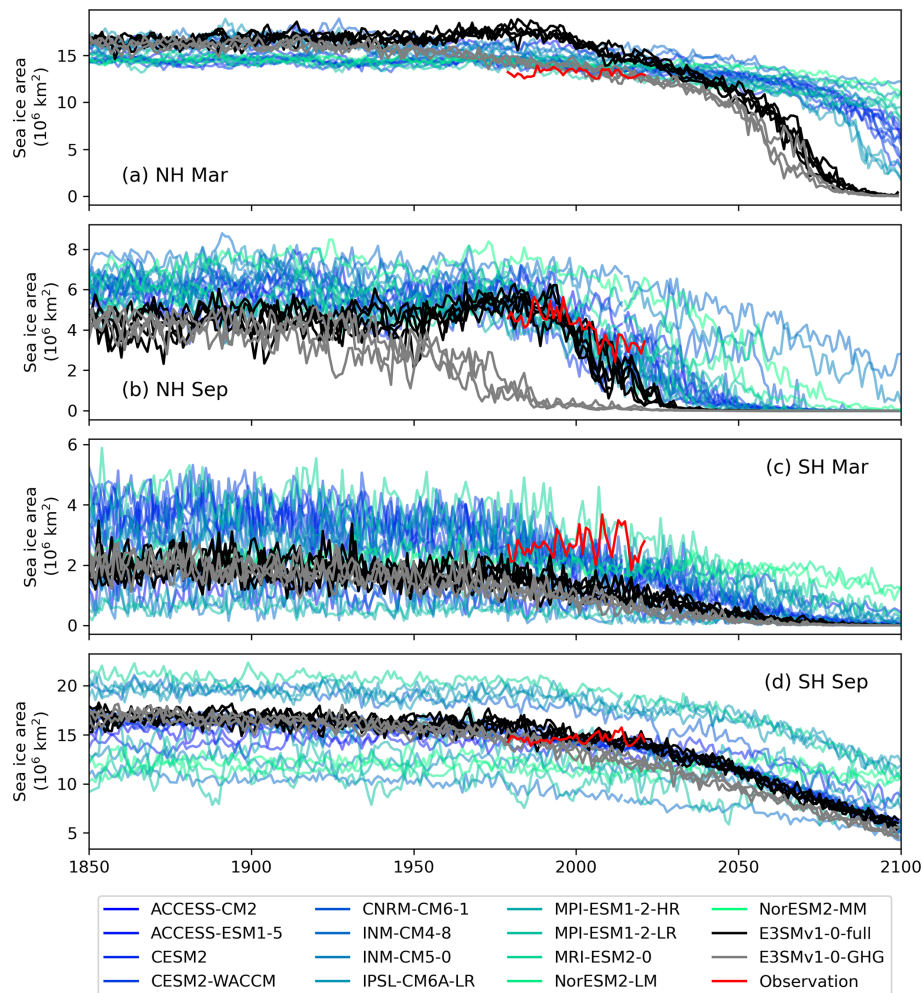 Sea ice area
(10⁶ km²)
15
10
5
0
(a) NH Mar
Sea ice area
(10⁶ km²)
8
6
4
2
0
(b) NH Sep
Sea ice area
(10⁶ km²)
6
4
2
0
(c) SH Mar
Sea ice area
(10⁶ km²)
20
15
10
5
(d) SH Sep
1850 1900 1950 2000 2050 2100
ACCESS-CM2 CNRM-CM6-1 MPI-ESM1-2-HR NorESM2-MM
ACCESS-ESM1-5 INM-CM4-8 MPI-ESM1-2-LR E3SMv1-0-full
CESM2 INM-CM5-0 MRI-ESM2-0 E3SMv1-0-GHG
CESM2-WACCM IPSL-CM6A-LR NorESM2-LM Observation